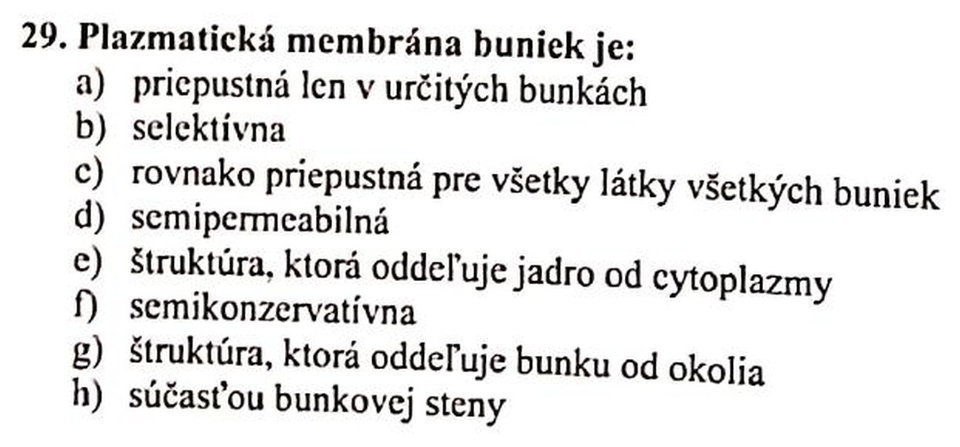 29. Plazmatická membrána buniek je:
a) priepustná len v určitých bunkách
b) selektívna
c) rovnako priepustná pre všetky látky všetkých buniek
d) semipermeabilná
e) štruktúra, ktorá oddeľuje jadro od cytoplazmy
f) semikonzervatívna
g) štruktúra, ktorá oddeľuje bunku od okolia
h) súčasťou bunkovej steny